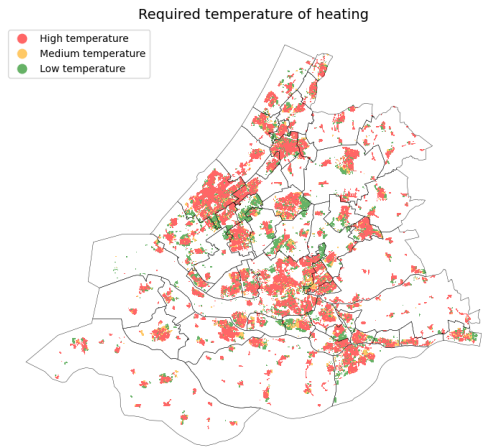 Required temperature of heating
High temperature
Medium temperature
Low temperature